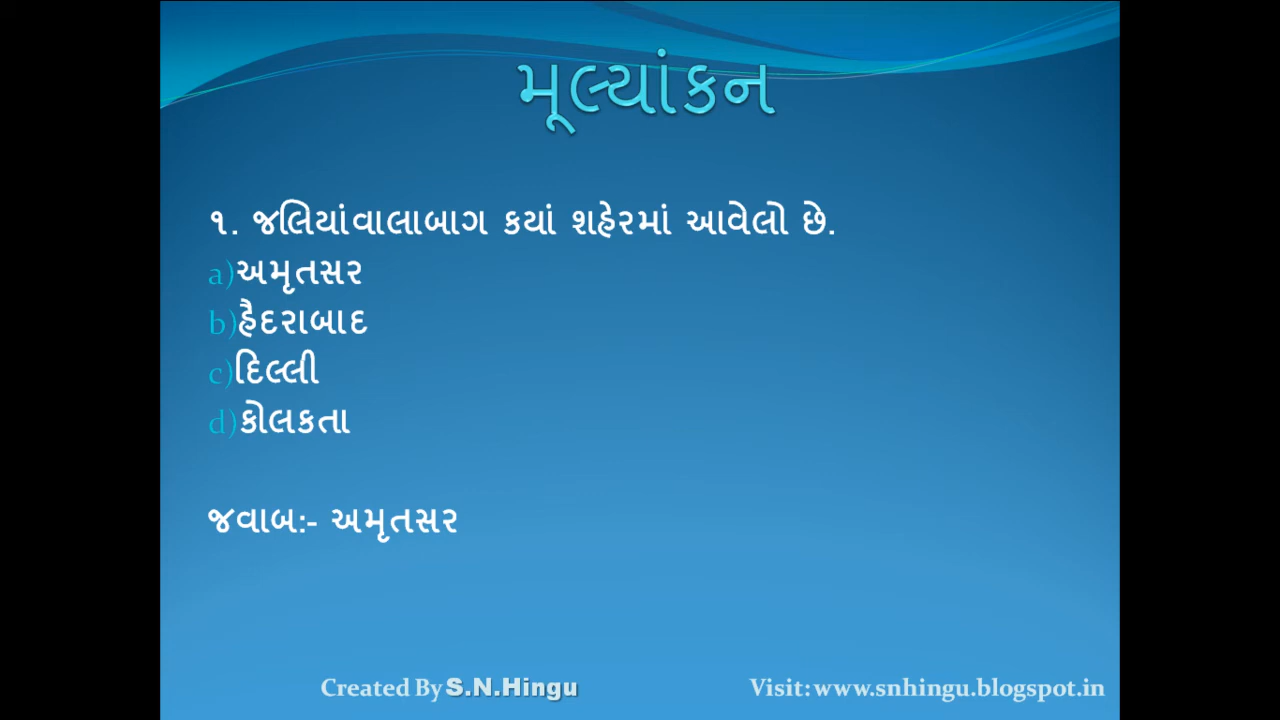 મૂલ્યાંકન
૧. જલિયાંવાલાબાગ કયાં શહેરમાં આવેલો છે.
a)અમૃતસર
b)હૈદરાબાદ
c)દિલ્લી
d)કોલકતા
જવાબ:- અમૃતસર
Created By S.N.Hingu Visit:www.snhingu.blogspot.in